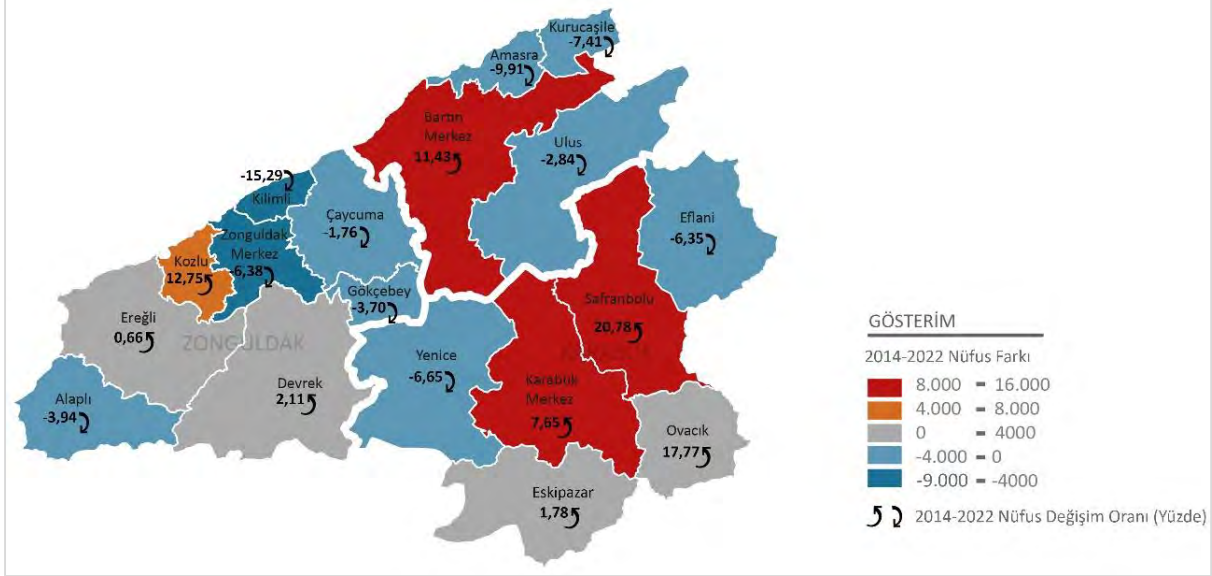 Kurucaşile
-7,41
Amasra
-9,91
Bartın
Merkez
11,43
Ulus
-2,84
-15,29
Kilimli
Çaycuma
-1,76
Eflani
-6,35
Zonguldak
Merkez
-6,38
Kozlu
12,75
Gökçebey
-3,70
Safranbolu
20,78
Ereğli
0,66
ZONGULDAK
Yenice
-6,65
Devrek
2,11
Karabük
Merkez
7,65
Alaplı
-3,94
Ovacık
17,77
Eskipazar
1,78
GÖSTERİM
2014-2022 Nüfus Farkı
8.000 - 16.000
4.000 - 8.000
0 - 4000
-4.000 - 0
-9.000 - -4000
2014-2022 Nüfus Değişim Oranı (Yüzde)